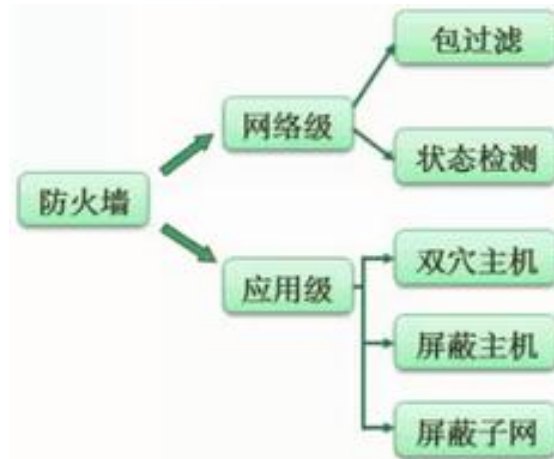 包过滤
网络级
状态检测
防火墙
双穴主机
应用级
屏蔽主机
屏蔽子网